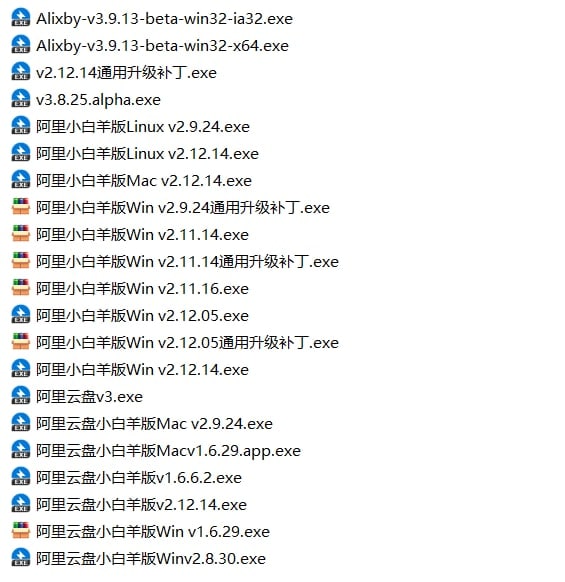 Alixby-v3.9.13-beta-win32-ia32.exe
Alixby-v3.9.13-beta-win32-x64.exe
v2.12.14通用升级补丁.exe
v3.8.25.alpha.exe
阿里小白羊版Linux v2.9.24.exe
阿里小白羊版Linux v2.12.14.exe
阿里小白羊版Mac v2.12.14.exe
阿里小白羊版Win v2.9.24通用升级补丁.exe
阿里小白羊版Win v2.11.14.exe
阿里小白羊版Win v2.11.14通用升级补丁.exe
阿里小白羊版Win v2.11.16.exe
阿里小白羊版Win v2.12.05.exe
阿里小白羊版Win v2.12.05通用升级补丁.exe
阿里小白羊版Win v2.12.14.exe
阿里云盘v3.exe
阿里云盘小白羊版Mac v2.9.24.exe
阿里云盘小白羊版Macv1.6.29.app.exe
阿里云盘小白羊版v1.6.6.2.exe
阿里云盘小白羊版v2.12.14.exe
阿里云盘小白羊版Win v1.6.29.exe
阿里云盘小白羊版Winv2.8.30.exe